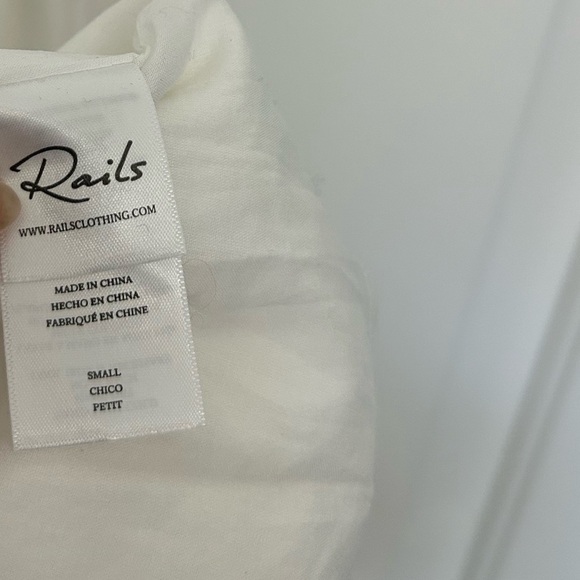 Rails
WWW.RAILSCLOTHING.COM
MADE IN CHINA
HECHO EN CHINA
FABRIQUÉ EN CHINE
SMALL
CHICO
PETIT